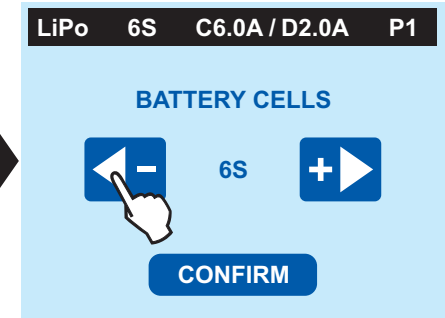 LiPo 6S C6.0A / D2.0A P1
BATTERY CELLS
- 6S +
CONFIRM